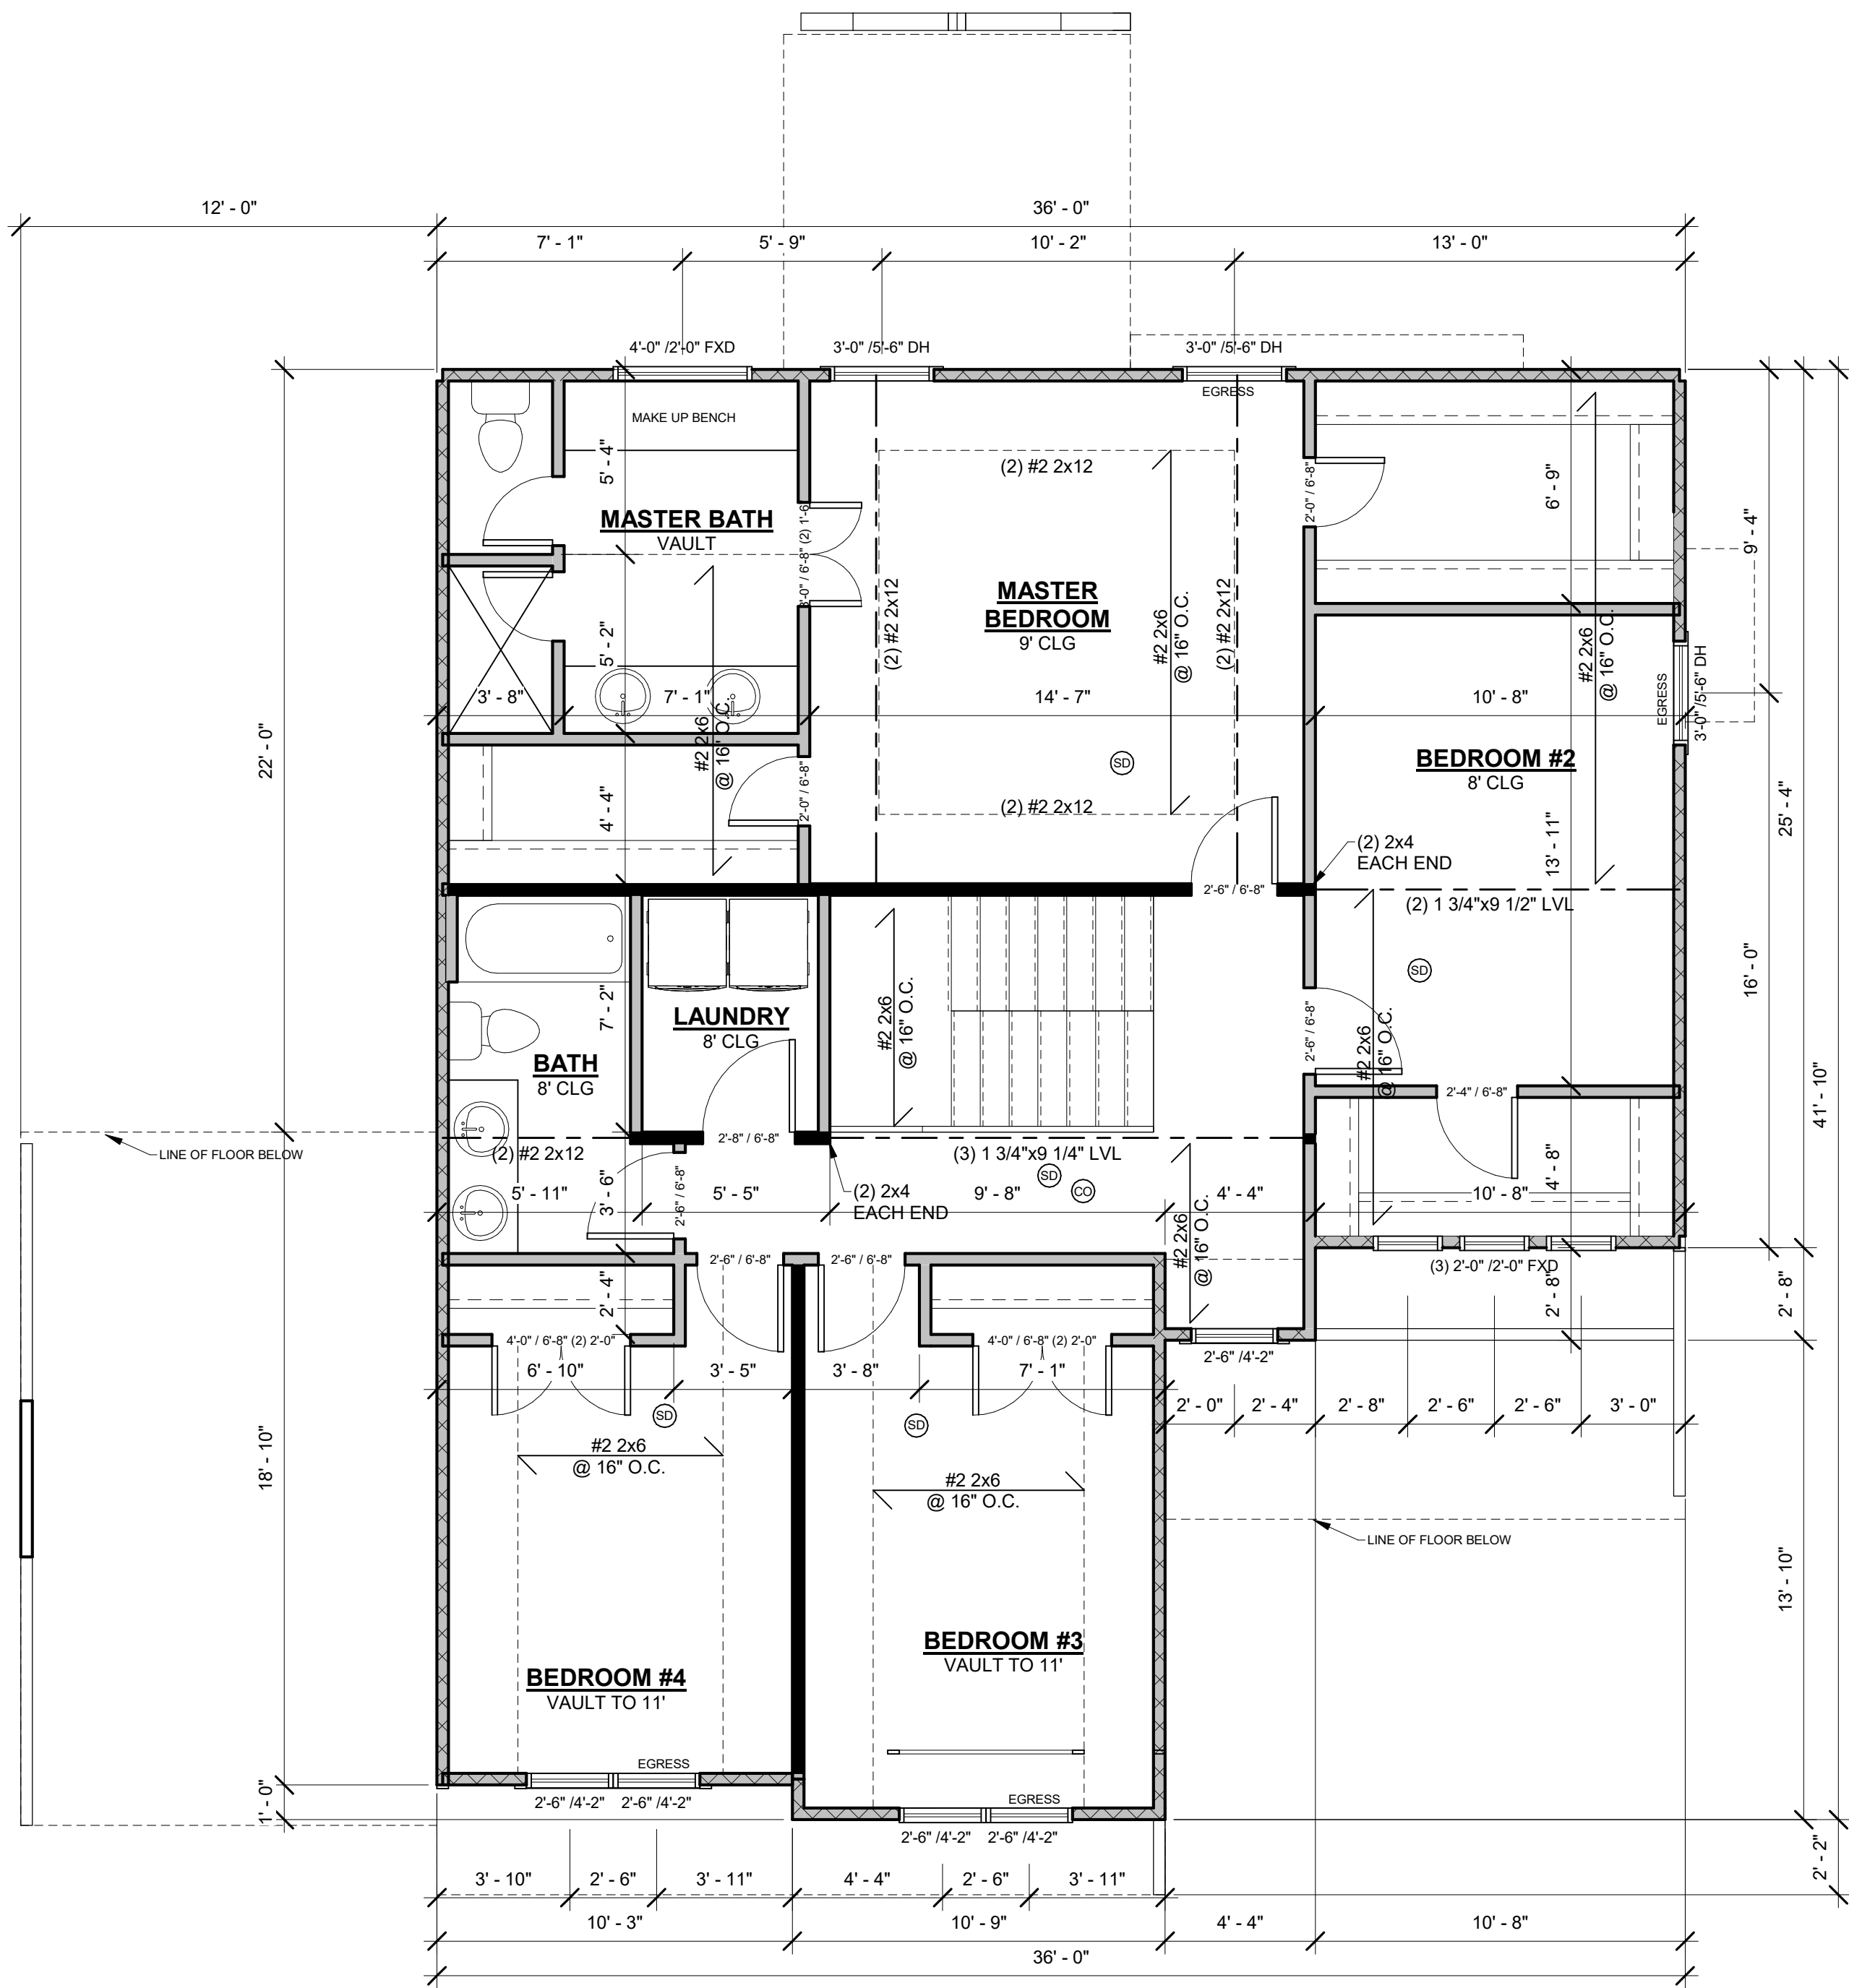 12' - 0"
36' - 0"
7' - 1"
5' - 9"
10' - 2"
13' - 0"
4'-0" /2'-0" FXD
3'-0" /5'-6" DH
3'-0" /5'-6" DH
EGRESS
MAKE UP BENCH
5' - 4"
(2) #2 2x12
2'-0" / 6'-8"
6' - 9"
9' - 4"
MASTER BATH
VAULT
3'-0" / 6'-8" (2) 1'-6"
MASTER
BEDROOM
9' CLG
(2) #2 2x12
#2 2x6
@ 16" O.C.
(2) #2 2x12
#2 2x6
@ 16" O.C.
5' - 2"
3' - 8"
7' - 1"
14' - 7"
10' - 8"
EGRESS
3'-0" /5'-6" DH
#2 2x6
@ 16" O.C.
22' - 0"
SD
BEDROOM #2
8' CLG
4' - 4"
2'-0" / 6'-8"
(2) #2 2x12
25' - 4"
13' - 11"
(2) 2x4
EACH END
2'-6" / 6'-8"
(2) 1 3/4"x9 1/2" LVL
SD
16' - 0"
7' - 2"
LAUNDRY
8' CLG
#2 2x6
@ 16" O.C.
2'-6" / 6'-8"
#2 2x6
@ 16" O.C.
BATH
8' CLG
2'-4" / 6'-8"
41' - 10"
2'-8" / 6'-8"
LINE OF FLOOR BELOW
(2) #2 2x12
(3) 1 3/4"x9 1/4" LVL
SD
CO
4' - 8"
5' - 11"
3' - 6"
2'-6" / 6'-8"
5' - 5"
(2) 2x4
EACH END
9' - 8"
4' - 4"
10' - 8"
#2 2x6
@ 16" O.C.
2'-6" / 6'-8"
2'-6" / 6'-8"
(3) 2'-0" /2'-0" FXD
2' - 4"
2' - 8"
2' - 8"
4'-0" / 6'-8" (2) 2'-0"
4'-0" / 6'-8" (2) 2'-0"
2'-6" /4'-2"
6' - 10"
3' - 5"
3' - 8"
7' - 1"
SD
SD
2' - 0"
2' - 4"
2' - 8"
2' - 6"
2' - 6"
3' - 0"
18' - 10"
#2 2x6
@ 16" O.C.
#2 2x6
@ 16" O.C.
LINE OF FLOOR BELOW
13' - 10"
BEDROOM #3
VAULT TO 11'
BEDROOM #4
VAULT TO 11'
EGRESS
EGRESS
1' - 0"
2'-6" /4'-2"
2'-6" /4'-2"
2'-6" /4'-2"
2'-6" /4'-2"
2' - 2"
3' - 10"
2' - 6"
3' - 11"
4' - 4"
2' - 6"
3' - 11"
10' - 3"
10' - 9"
4' - 4"
10' - 8"
36' - 0"